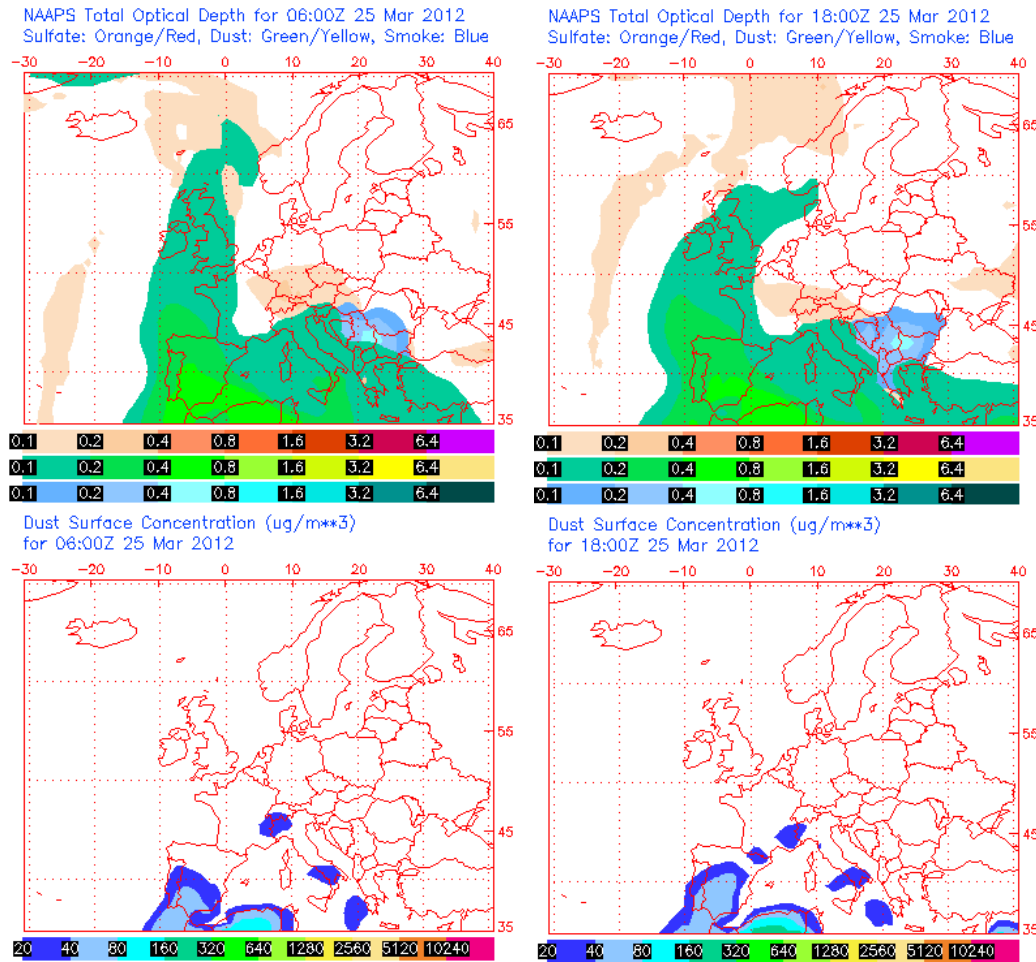 NAAPS Total Optical Depth for 06:00Z 25 Mar 2012
Sulfate: Orange/Red, Dust: Green/Yellow, Smoke: Blue
-30 -20 -10 0 10 20 30 40
65
55
45
35
0.1 0.2 0.4 0.8 1.6 3.2 6.4
0.1 0.2 0.4 0.8 1.6 3.2 6.4
0.1 0.2 0.4 0.8 1.6 3.2 6.4
NAAPS Total Optical Depth for 18:00Z 25 Mar 2012
Sulfate: Orange/Red, Dust: Green/Yellow, Smoke: Blue
-30 -20 -10 0 10 20 30 40
65
55
45
35
0.1 0.2 0.4 0.8 1.6 3.2 6.4
0.1 0.2 0.4 0.8 1.6 3.2 6.4
0.1 0.2 0.4 0.8 1.6 3.2 6.4
Dust Surface Concentration (ug/m**3)
for 06:00Z 25 Mar 2012
-30 -20 -10 0 10 20 30 40
65
55
45
35
20 40 80 160 320 640 1280 2560 5120 10240
Dust Surface Concentration (ug/m**3)
for 18:00Z 25 Mar 2012
-30 -20 -10 0 10 20 30 40
65
55
45
35
20 40 80 160 320 640 1280 2560 5120 10240